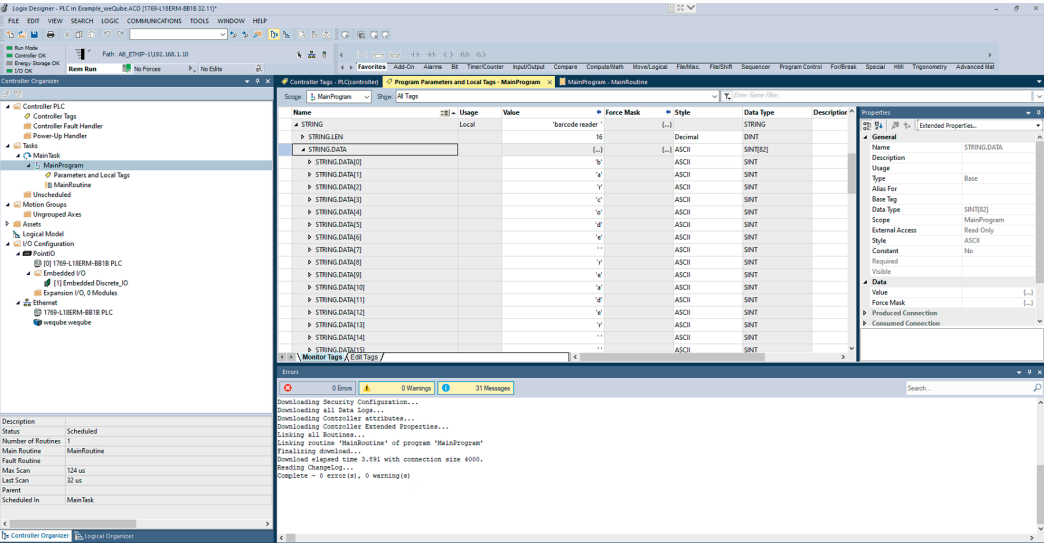 Logix Designer - PLC in Example_weQube.ACD [1769-L18ERM-BB1B 32.11]*
FILE EDIT VIEW SEARCH LOGIC COMMUNICATIONS TOOLS WINDOW HELP
Run Mode
Controller OK
Energy Storage OK
I/O OK
Path: AB_ETHIP-1\192.168.1.10
Rem Run No Forces No Edits
Favorites Add-On Alarms Bit Timer/Counter Input/Output Compare Compute/Math Move/Logical File/Misc. File/Shift Sequencer Program Control For/Break Special HMI Trigonometry Advanced Mat
Controller Organizer
Controller PLC
Controller Tags
Controller Fault Handler
Power-Up Handler
Tasks
MainTask
MainProgram
Parameters and Local Tags
MainRoutine
Unscheduled
Motion Groups
Ungrouped Axes
Assets
Logical Model
I/O Configuration
PointIO
[0] 1769-L18ERM-BB1B PLC
Embedded I/O
[1] Embedded Discrete_IO
Expansion I/O, 0 Modules
Ethernet
1769-L18ERM-BB1B PLC
weqube weqube
Description
Status Scheduled
Number of Routines 1
Main Routine MainRoutine
Fault Routine
Max Scan 124 us
Last Scan 32 us
Parent
Scheduled In MainTask
Controller Organizer Logical Organizer
Controller Tags - PLC(controller) Program Parameters and Local Tags - MainProgram MainProgram - MainRoutine
Scope: MainProgram Show: All Tags Enter Name Filter...
Name Usage Value Force Mask Style Data Type Description
STRING Local 'barcode reader ' {...} STRING
STRING.LEN 16 Decimal DINT
STRING.DATA {...} {...} ASCII SINT[82]
STRING.DATA[0] 'b' ASCII SINT
STRING.DATA[1] 'a' ASCII SINT
STRING.DATA[2] 'r' ASCII SINT
STRING.DATA[3] 'c' ASCII SINT
STRING.DATA[4] 'o' ASCII SINT
STRING.DATA[5] 'd' ASCII SINT
STRING.DATA[6] 'e' ASCII SINT
STRING.DATA[7] ' ' ASCII SINT
STRING.DATA[8] 'r' ASCII SINT
STRING.DATA[9] 'e' ASCII SINT
STRING.DATA[10] 'a' ASCII SINT
STRING.DATA[11] 'd' ASCII SINT
STRING.DATA[12] 'e' ASCII SINT
STRING.DATA[13] 'r' ASCII SINT
STRING.DATA[14] ' ' ASCII SINT
STRING.DATA[15] ' ' ASCII SINT
Monitor Tags Edit Tags
Properties
Extended Properties...
General
Name STRING.DATA
Description
Usage
Type Base
Alias For
Base Tag
Data Type SINT[82]
Scope MainProgram
External Access Read Only
Style ASCII
Constant No
Required
Visible
Data
Value {...}
Force Mask {...}
Produced Connection
Consumed Connection
Errors
0 Errors 0 Warnings 31 Messages Search...
Downloading Security Configuration...
Downloading all Data Logs...
Downloading Controller attributes...
Downloading Controller Extended Properties...
Linking all Routines...
Linking routine 'MainRoutine' of program 'MainProgram'
Finalizing download...
Download elapsed time 3.891 with connection size 4000.
Reading ChangeLog...
Complete - 0 error(s), 0 warning(s)